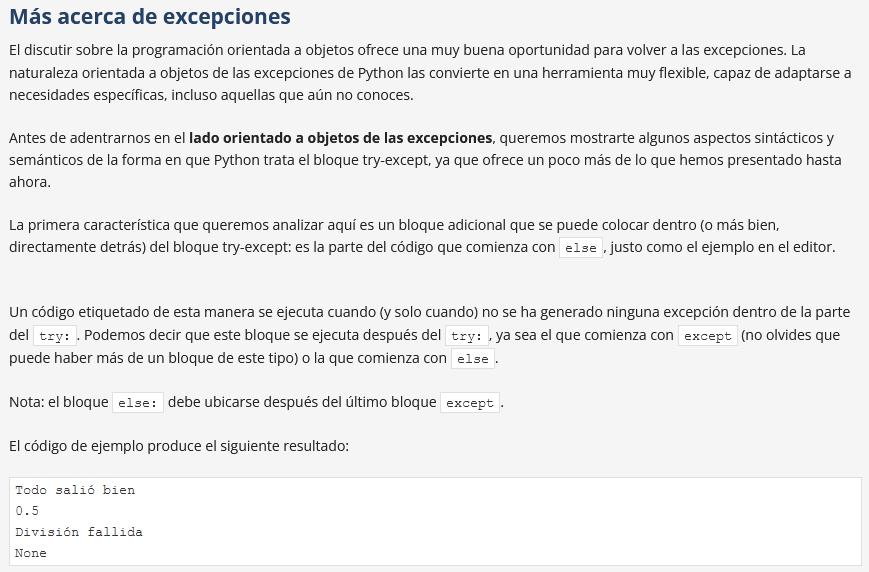 Más acerca de excepciones
El discutir sobre la programación orientada a objetos ofrece una muy buena oportunidad para volver a las excepciones. La
naturaleza orientada a objetos de las excepciones de Python las convierte en una herramienta muy flexible, capaz de adaptarse a
necesidades específicas, incluso aquellas que aún no conoces.
Antes de adentrarnos en el lado orientado a objetos de las excepciones, queremos mostrarte algunos aspectos sintácticos y
semánticos de la forma en que Python trata el bloque try-except, ya que ofrece un poco más de lo que hemos presentado hasta
ahora.
La primera característica que queremos analizar aquí es un bloque adicional que se puede colocar dentro (o más bien,
directamente detrás) del bloque try-except: es la parte del código que comienza con else, justo como el ejemplo en el editor.
Un código etiquetado de esta manera se ejecuta cuando (y solo cuando) no se ha generado ninguna excepción dentro de la parte
del try:. Podemos decir que este bloque se ejecuta después del try:, ya sea el que comienza con except (no olvides que
puede haber más de un bloque de este tipo) o la que comienza con else.
Nota: el bloque else: debe ubicarse después del último bloque except.
El código de ejemplo produce el siguiente resultado:
Todo salió bien
0.5
División fallida
None